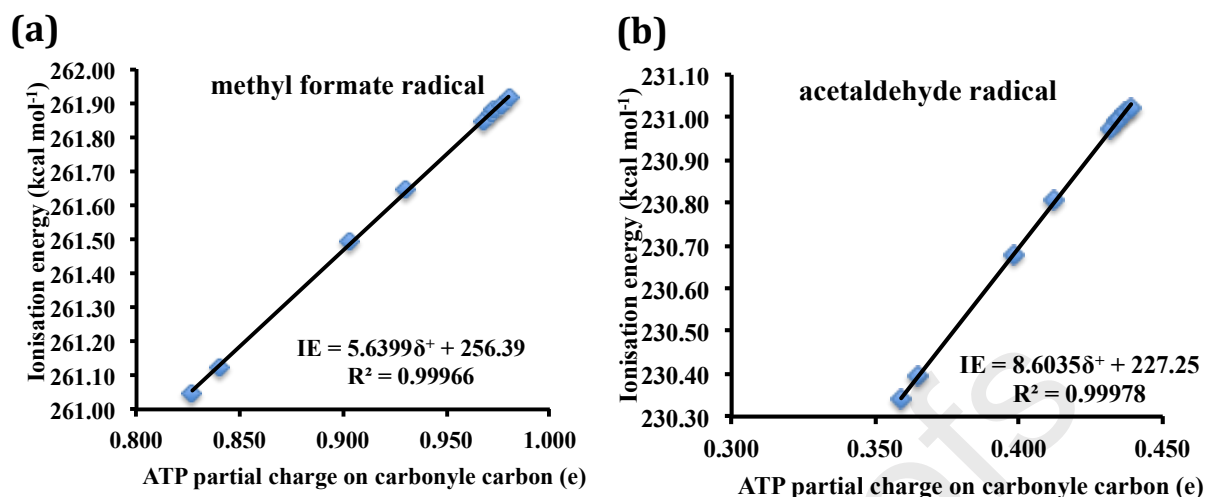 (a)
methyl formate radical
Ionisation energy (kcal mol-1)
262.00
261.90
261.80
261.70
261.60
261.50
261.40
261.30
261.20
261.10
261.00
IE = 5.6399δ+ + 256.39
R² = 0.99966
0.800
0.850
0.900
0.950
1.000
ATP partial charge on carbonyle carbon (e)
(b)
acetaldehyde radical
Ionisation energy (kcal mol-1)
231.10
231.00
230.90
230.80
230.70
230.60
230.50
230.40
230.30
IE = 8.6035δ+ + 227.25
R² = 0.99978
0.300
0.350
0.400
0.450
ATP partial charge on carbonyle carbon (e)